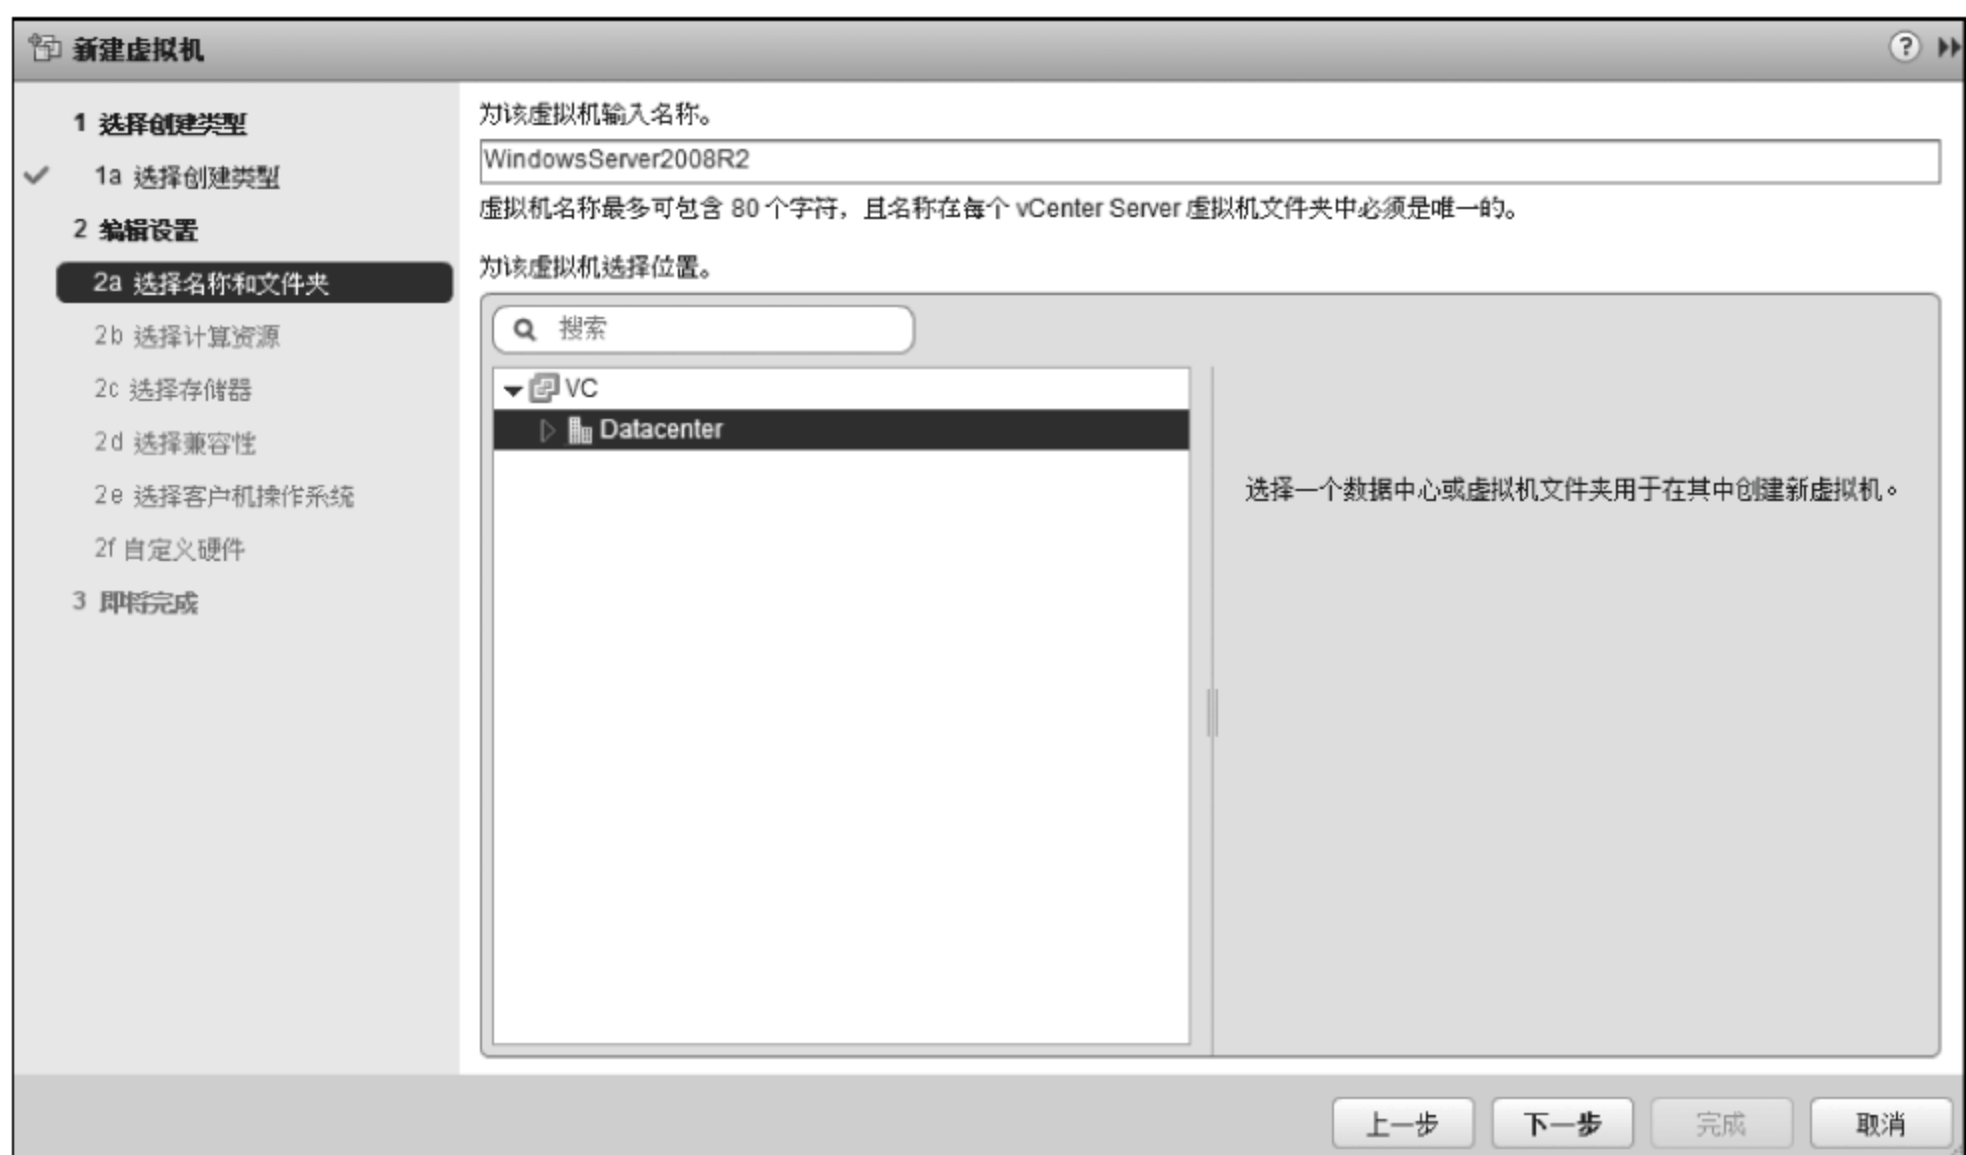 新建虚拟机
?
1 选择创建类型
1a 选择创建类型
2 编辑设置
2a 选择名称和文件夹
2b 选择计算资源
2c 选择存储器
2d 选择兼容性
2e 选择客户机操作系统
2f 自定义硬件
3 即将完成
为该虚拟机输入名称。
WindowsServer2008R2
虚拟机名称最多可包含 80 个字符，且名称在每个 vCenter Server 虚拟机文件夹中必须是唯一的。
为该虚拟机选择位置。
搜索
VC
Datacenter
选择一个数据中心或虚拟机文件夹用于在其中创建新虚拟机。
上一步
下一步
完成
取消